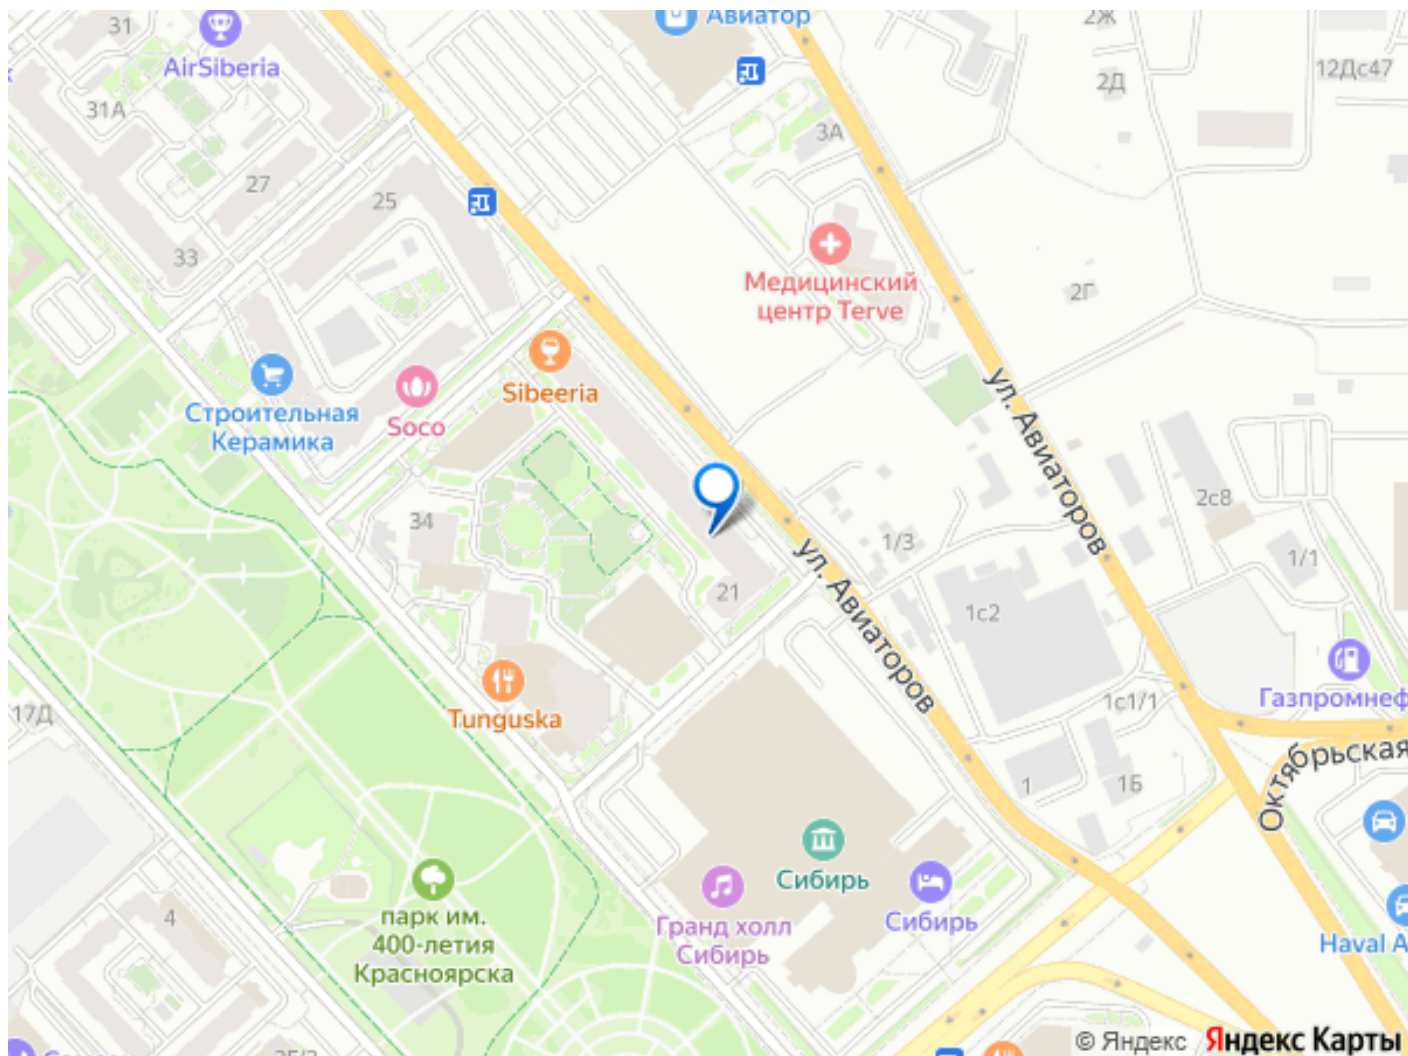 31
AirSiberia
31А
27
25
33
Авиатор
3А
2Ж
2Д
12Дс47
Медицинский
центр Terve
2Г
Sibeeria
Строительная
Керамика
Soco
34
21
ул. Авиаторов
ул. Авиаторов
1/3
2с8
1/1
1с2
1с1/1
Газпромнеф
Октябрьская
Tunguska
17Д
1
1Б
Сибирь
Сибирь
Гранд холл
Сибирь
парк им.
400-летия
Красноярска
4
Haval A
© Яндекс Яндекс Карты